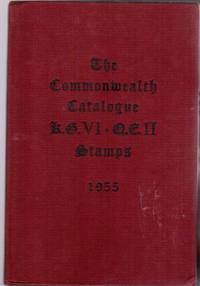 The
Commonwealth
Catalogue
K.G.VI · Q.E.II
Stamps
1955